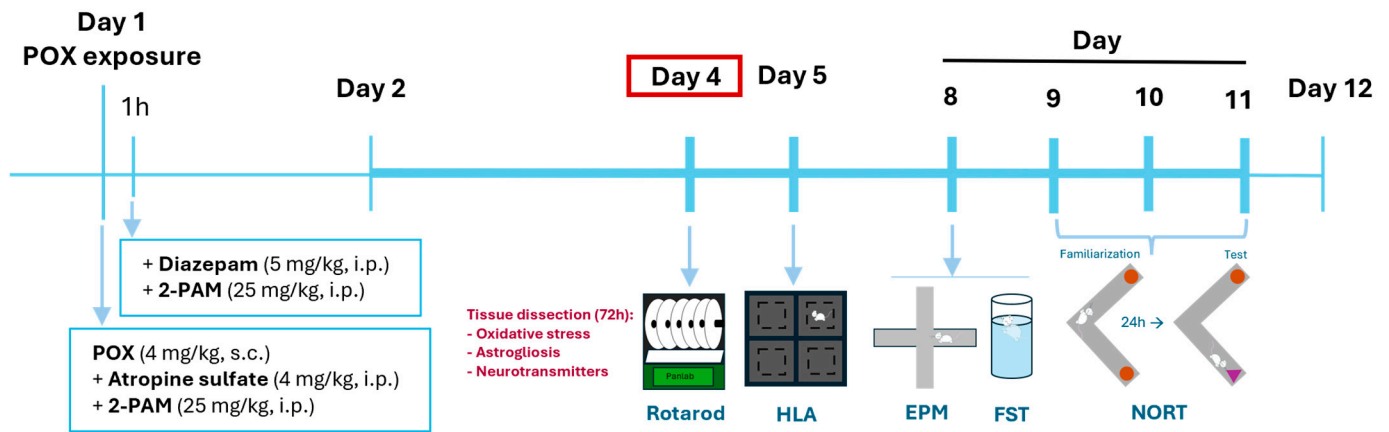 Day 1
POX exposure
1h
Day 2
Day 4
Day 5
Day
8
9
10
11
Day 12
+ Diazepam (5 mg/kg, i.p.)
+ 2-PAM (25 mg/kg, i.p.)
POX (4 mg/kg, s.c.)
+ Atropine sulfate (4 mg/kg, i.p.)
+ 2-PAM (25 mg/kg, i.p.)
Tissue dissection (72h):
- Oxidative stress
- Astrogliosis
- Neurotransmitters
Panlab
Rotarod
HLA
EPM
FST
Familiarization
Test
24h →
NORT